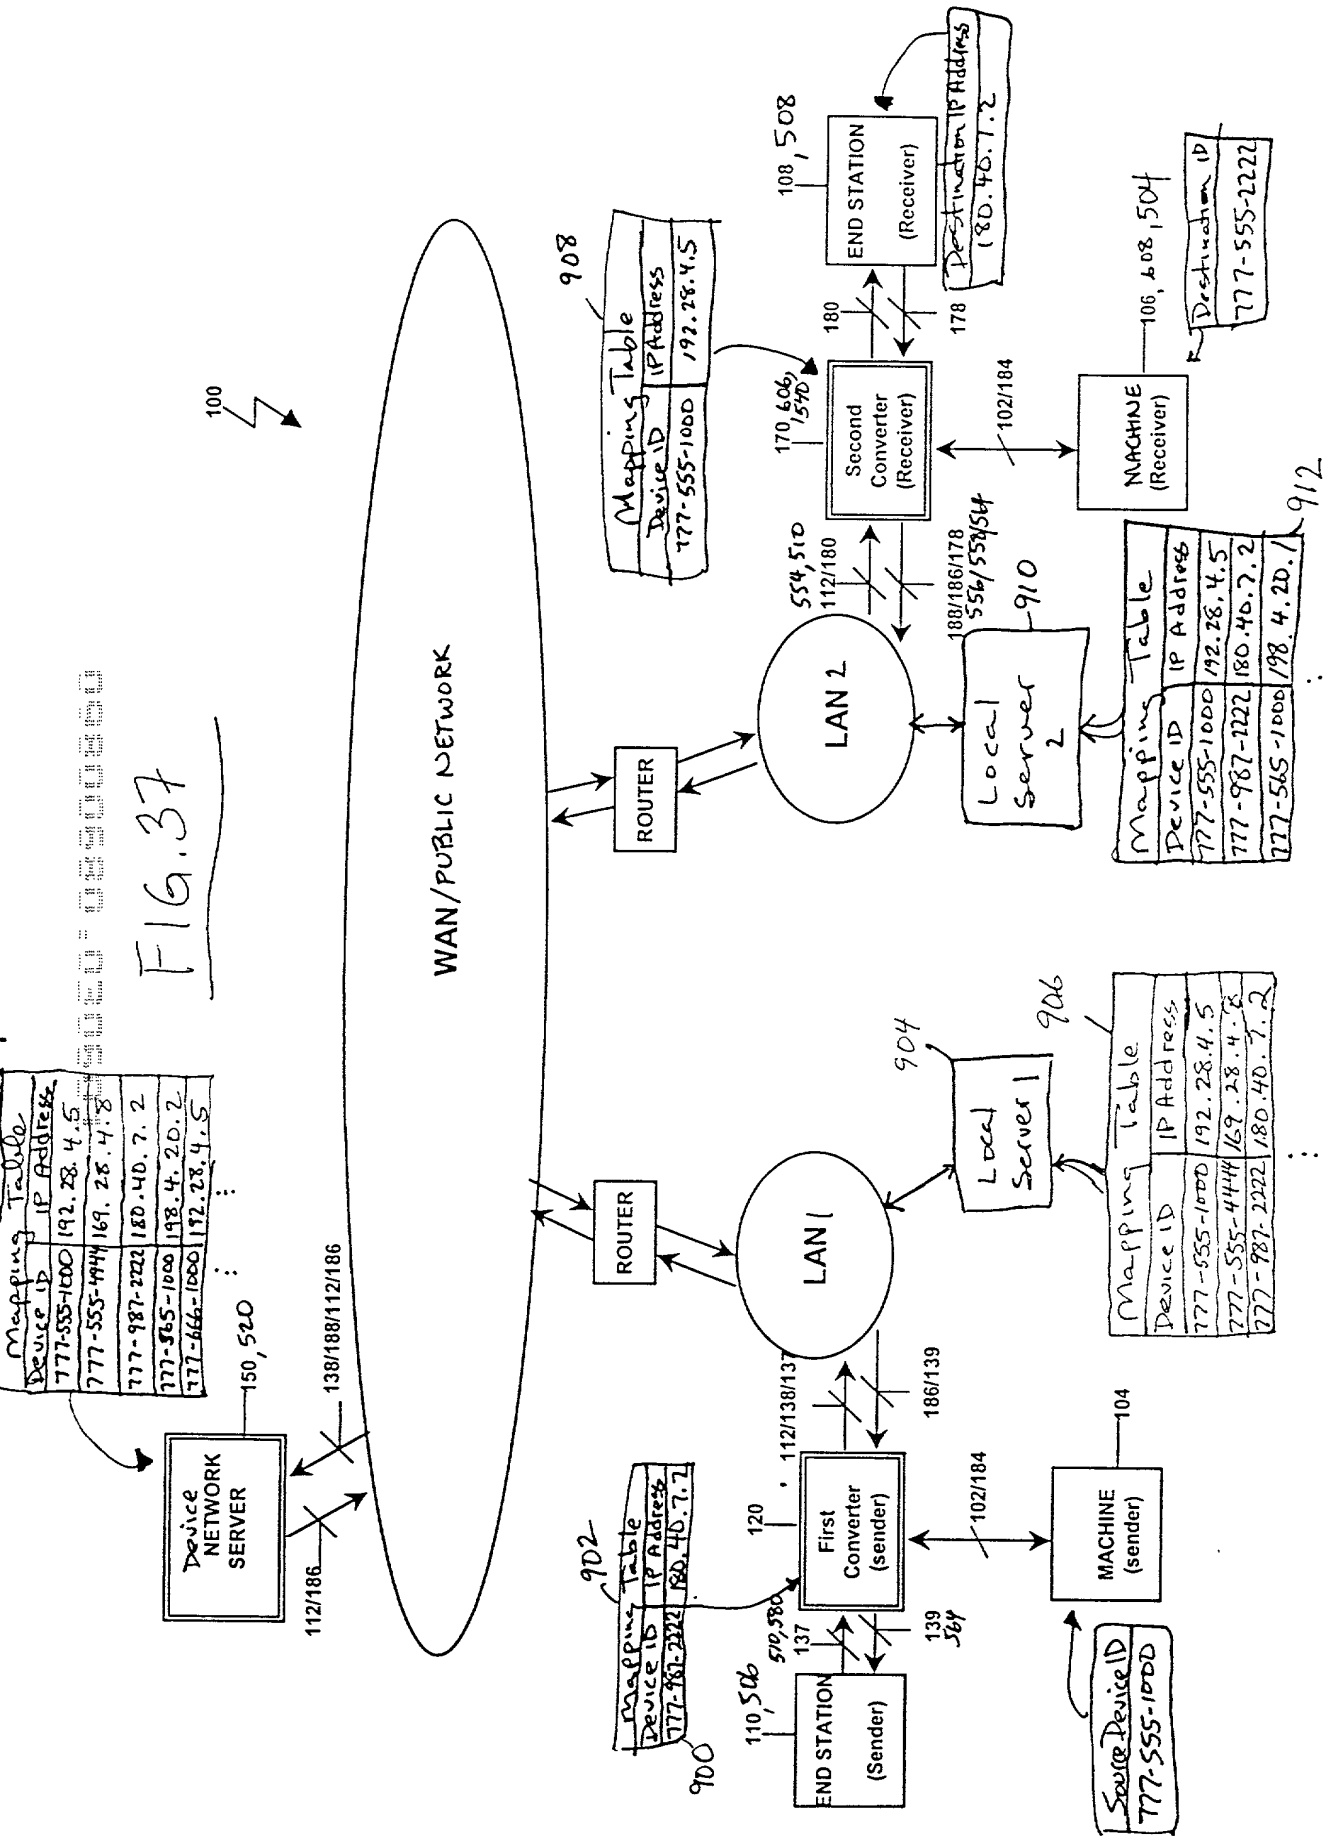 FIG. 37
100
Mapping Table
Device ID IP Address
777-555-1000 192.28.4.5
777-555-4944 169.28.4.8
777-987-2222 180.40.7.2
777-565-1000 198.4.20.2
777-666-1000 192.28.4.5
Device
NETWORK
SERVER
150, 520
138/188/112/186
112/186
WAN/PUBLIC NETWORK
ROUTER
ROUTER
LAN 1
LAN 2
902
Mapping Table
Device ID IP Address
777-987-2222 180.40.7.2
900
110, 506
END STATION
(Sender)
510,580
137
139
564
120
First
Converter
(sender)
112/138/137
186/139
102/184
MACHINE
(sender)
104
Source Device ID
777-555-1000
904
Local
Server 1
906
Mapping Table
Device ID IP Address
777-555-1000 192.28.4.5
777-555-4444 169.28.4.8
777-987-2222 180.40.7.2
908
Mapping Table
Device ID IP Address
777-555-1000 192.28.4.5
554, 510
112/180
188/186/178
170, 606,
1540
Second
Converter
(Receiver)
180
178
108, 508
END STATION
(Receiver)
Destination IP Address
180.40.7.2
102/184
MACHINE
(Receiver)
106, 608, 504
Destination ID
777-555-2222
910
Local
Server
2
912
Mapping Table
Device ID IP Address
777-555-1000 192.28.4.5
777-987-2222 180.40.7.2
777-565-1000 198.4.20.1